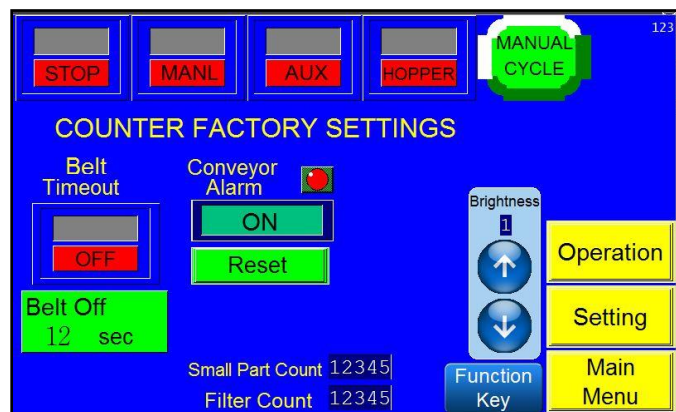 123
STOP
MANL
AUX
HOPPER
MANUAL
CYCLE
COUNTER FACTORY SETTINGS
Belt
Timeout
Conveyor
Alarm
OFF
ON
Reset
Belt Off
12 sec
Brightness
1
Operation
Setting
Main
Menu
Small Part Count 12345
Filter Count 12345
Function
Key